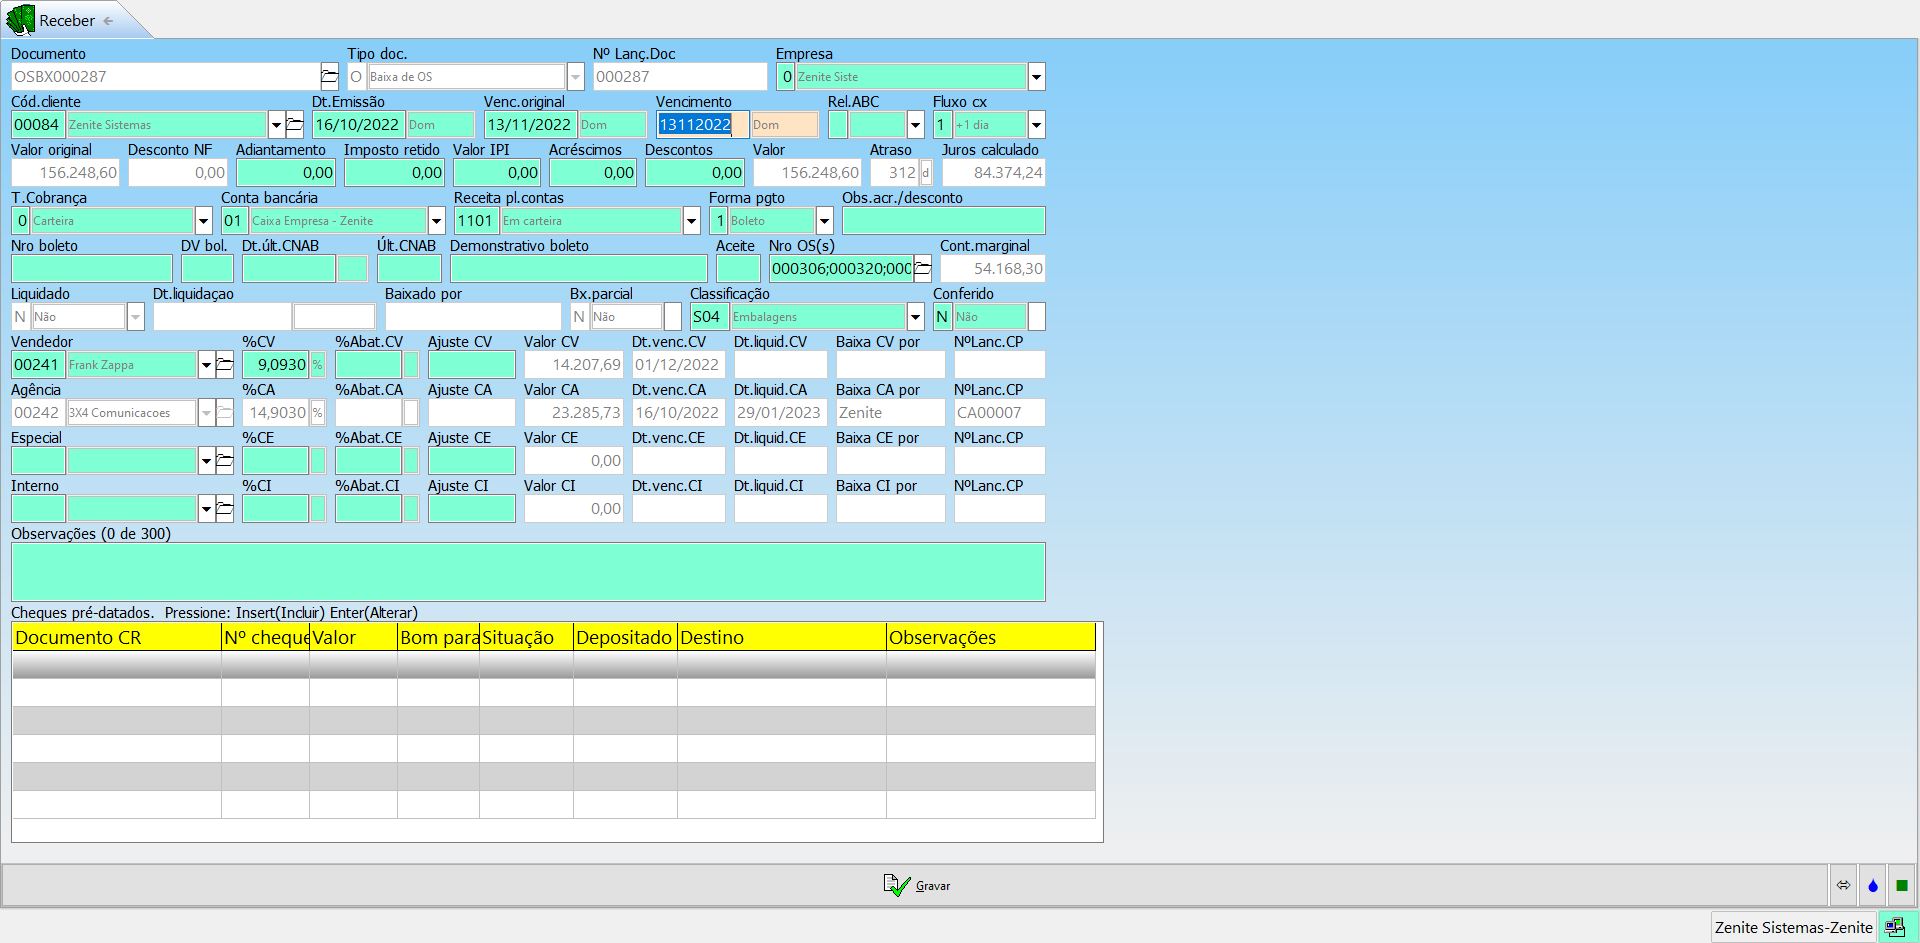 Receber
Documento Tipo doc. Nº Lanç.Doc Empresa
OSBX000287 O Baixa de OS 000287 0 Zenite Siste
Cód.cliente Dt.Emissão Venc.original Vencimento Rel.ABC Fluxo cx
00084 Zenite Sistemas 16/10/2022 Dom 13/11/2022 Dom 13112022 Dom 1 +1 dia
Valor original Desconto NF Adiantamento Imposto retido Valor IPI Acréscimos Descontos Valor Atraso Juros calculado
156.248,60 0,00 0,00 0,00 0,00 0,00 0,00 156.248,60 312 d 84.374,24
T.Cobrança Conta bancária Receita pl.contas Forma pgto Obs.acr./desconto
0 Carteira 01 Caixa Empresa - Zenite 1101 Em carteira 1 Boleto
Nro boleto DV bol. Dt.últ.CNAB Últ.CNAB Demonstrativo boleto Aceite Nro OS(s) Cont.marginal
000306;000320;000 54.168,30
Liquidado Dt.liquidaçao Baixado por Bx.parcial Classificação Conferido
N Não N Não S04 Embalagens N Não
Vendedor %CV %Abat.CV Ajuste CV Valor CV Dt.venc.CV Dt.liquid.CV Baixa CV por NºLanc.CP
00241 Frank Zappa 9,0930 % 14.207,69 01/12/2022
Agência %CA %Abat.CA Ajuste CA Valor CA Dt.venc.CA Dt.liquid.CA Baixa CA por NºLanc.CP
00242 3X4 Comunicacoes 14,9030 % 23.285,73 16/10/2022 29/01/2023 Zenite CA00007
Especial %CE %Abat.CE Ajuste CE Valor CE Dt.venc.CE Dt.liquid.CE Baixa CE por NºLanc.CP
0,00
Interno %CI %Abat.CI Ajuste CI Valor CI Dt.venc.CI Dt.liquid.CI Baixa CI por NºLanc.CP
0,00
Observações (0 de 300)
Cheques pré-datados. Pressione: Insert(Incluir) Enter(Alterar)
Documento CR Nº cheque Valor Bom para Situação Depositado Destino Observações
Gravar
Zenite Sistemas-Zenite